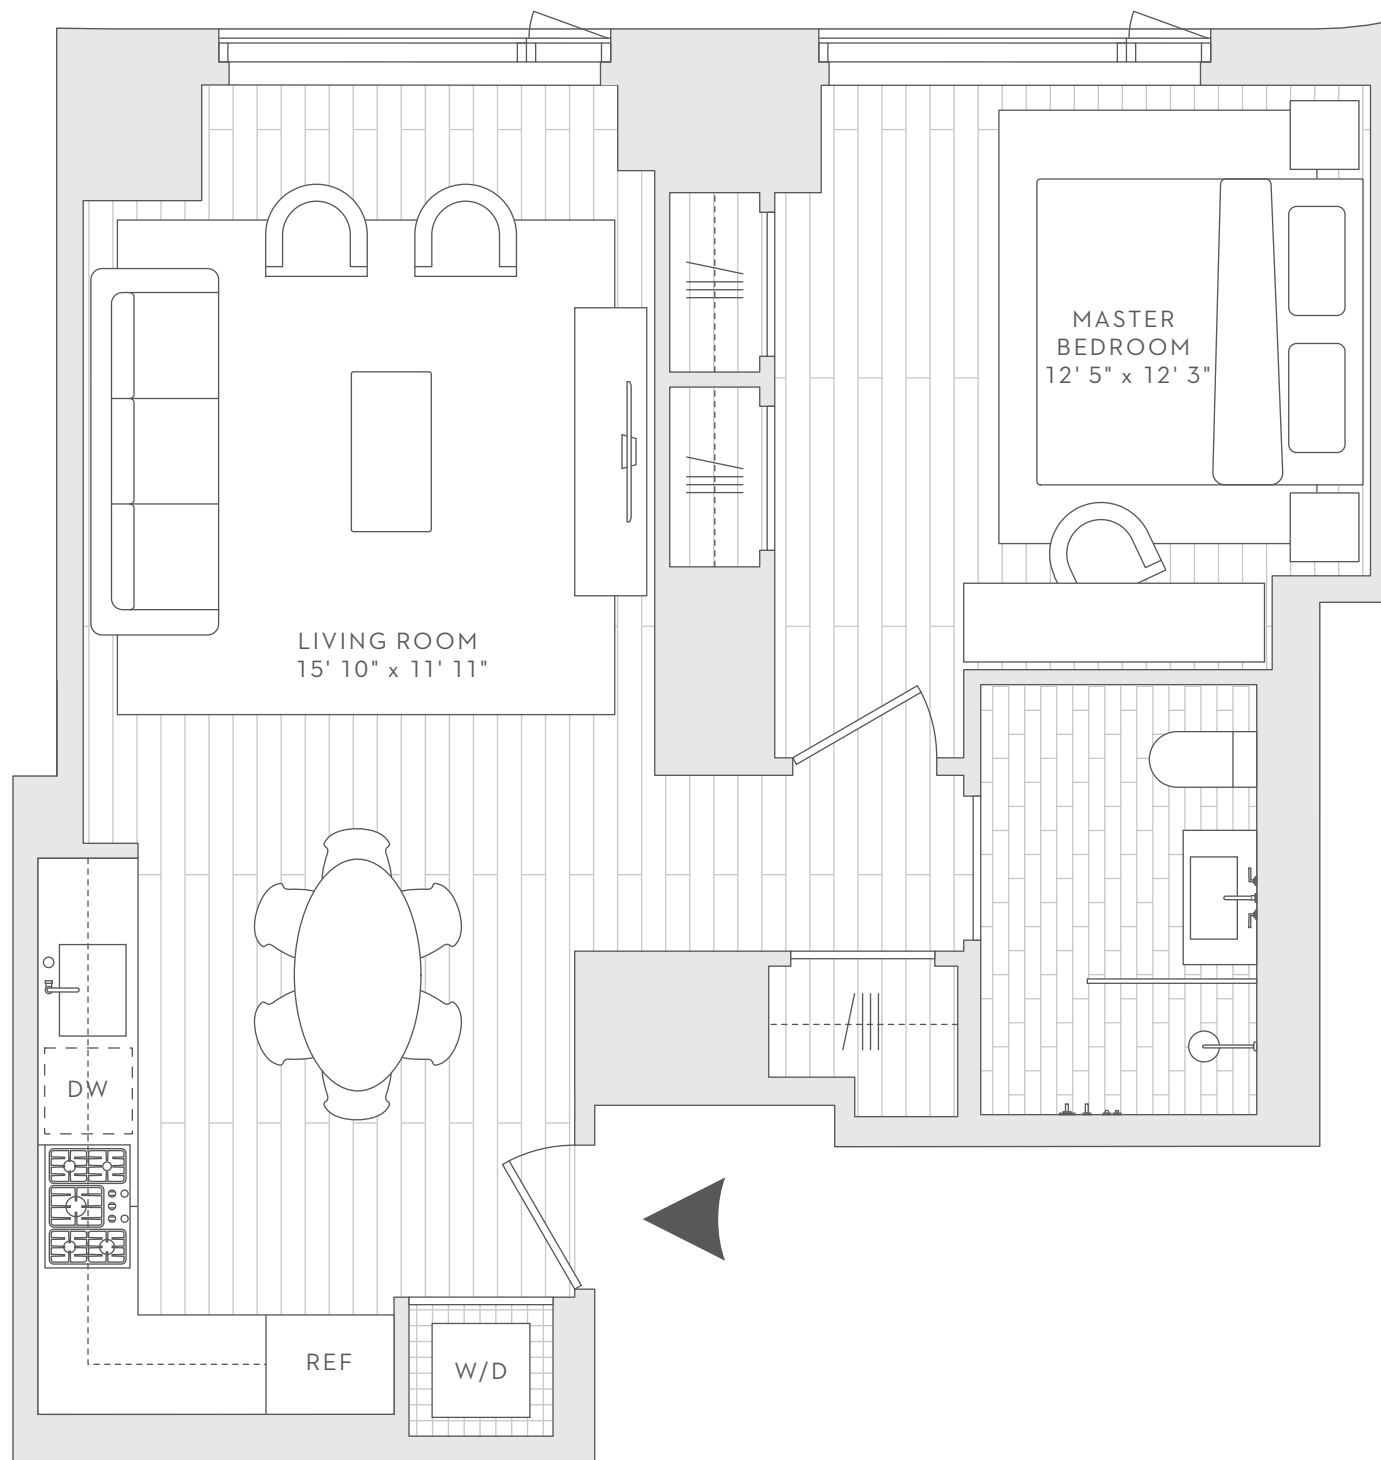 MASTER
BEDROOM
12' 5" x 12' 3"
LIVING ROOM
15' 10" x 11' 11"
DW
REF
W/D